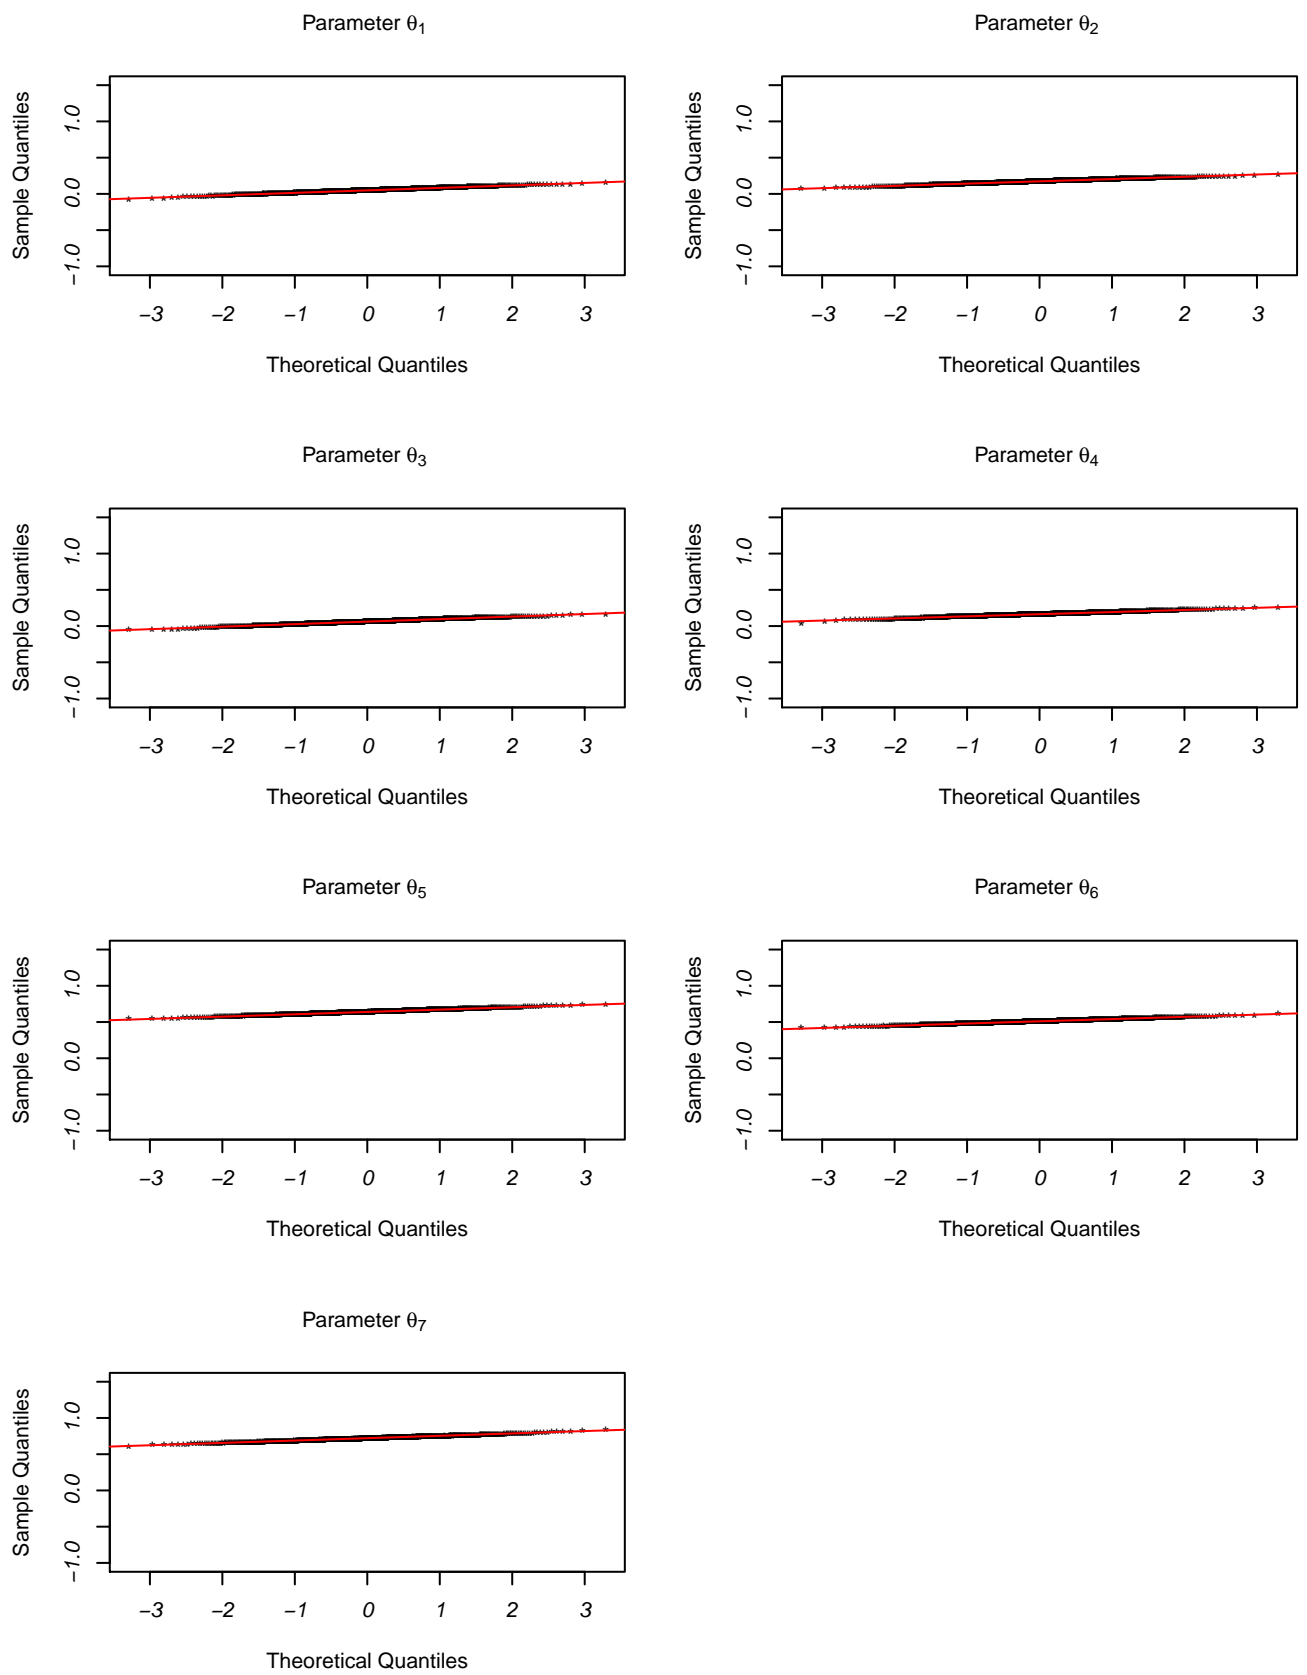 Parameter θ1
Sample Quantiles
−1.0 0.0 1.0
−3 −2 −1 0 1 2 3
Theoretical Quantiles
Parameter θ2
Sample Quantiles
−1.0 0.0 1.0
−3 −2 −1 0 1 2 3
Theoretical Quantiles
Parameter θ3
Sample Quantiles
−1.0 0.0 1.0
−3 −2 −1 0 1 2 3
Theoretical Quantiles
Parameter θ4
Sample Quantiles
−1.0 0.0 1.0
−3 −2 −1 0 1 2 3
Theoretical Quantiles
Parameter θ5
Sample Quantiles
−1.0 0.0 1.0
−3 −2 −1 0 1 2 3
Theoretical Quantiles
Parameter θ6
Sample Quantiles
−1.0 0.0 1.0
−3 −2 −1 0 1 2 3
Theoretical Quantiles
Parameter θ7
Sample Quantiles
−1.0 0.0 1.0
−3 −2 −1 0 1 2 3
Theoretical Quantiles